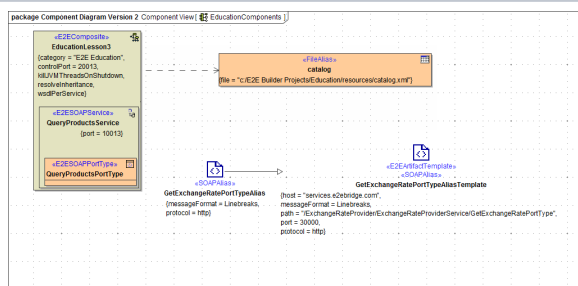 package Component Diagram Version 2 Component View [ EducationComponents ]
«E2EComposite»
EducationLesson3
{category = "E2E Education",
controlPort = 20013,
killJVMThreadsOnShutdown,
resolveInheritance,
wsdlPerService}
«E2ESOAPService»
QueryProductsService
{port = 10013}
«E2ESOAPPortType»
QueryProductsPortType
«FileAlias»
catalog
{file = "c:/E2E Builder Projects/Education/resources/catalog.xml"}
«SOAPAlias»
GetExchangeRatePortTypeAlias
{messageFormat = Linebreaks,
protocol = http}
«E2EArtifactTemplate»
«SOAPAlias»
GetExchangeRatePortTypeAliasTemplate
{host = "services.e2ebridge.com",
messageFormat = Linebreaks,
path = "/ExchangeRateProvider/ExchangeRateProviderService/GetExchangeRatePortType",
port = 30000,
protocol = http}